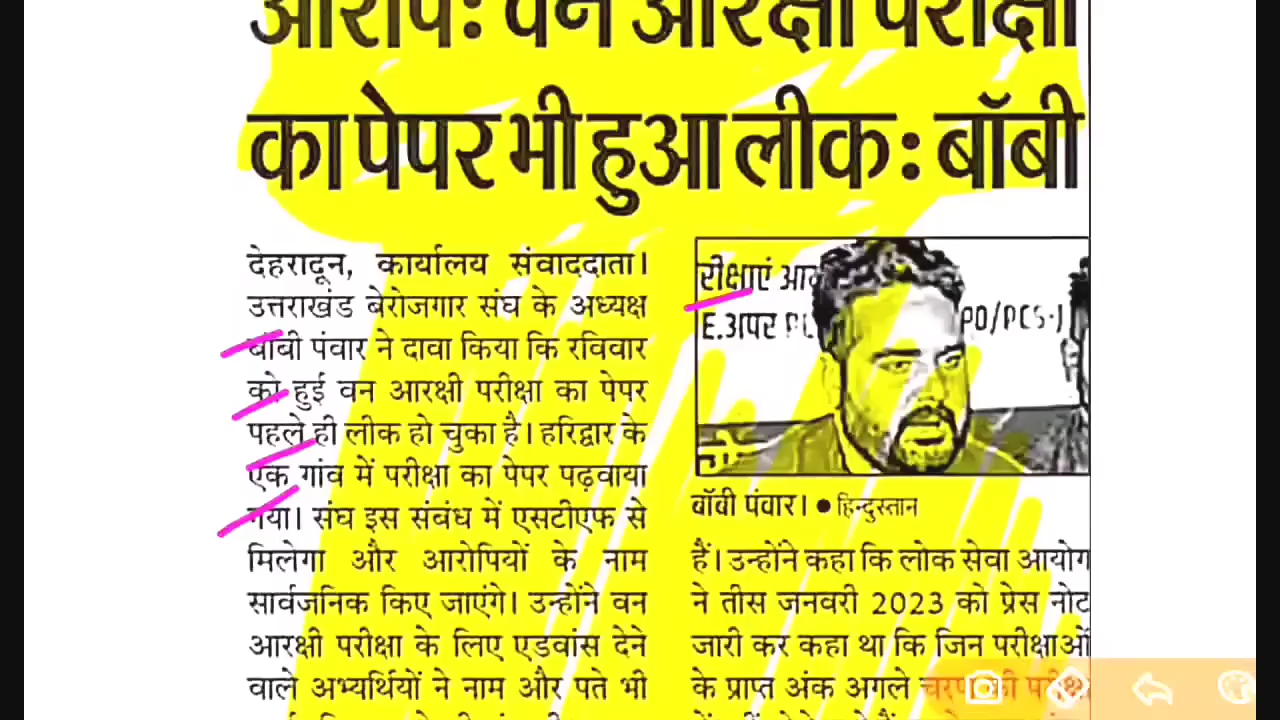 आरोपः वन आरक्षी परीक्षा
का पेपर भी हुआ लीक : बॉबी
देहरादून, कार्यालय संवाददाता।
उत्तराखंड बेरोजगार संघ के अध्यक्ष
बॉबी पंवार ने दावा किया कि रविवार
को हुई वन आरक्षी परीक्षा का पेपर
पहले ही लीक हो चुका है। हरिद्वार के
एक गांव में परीक्षा का पेपर पढ़वाया
गया। संघ इस संबंध में एसटीएफ से
मिलेगा और आरोपियों के नाम
सार्वजनिक किए जाएंगे। उन्होंने वन
आरक्षी परीक्षा के लिए एडवांस देने
वाले अभ्यर्थियों ने नाम और पते भी
रीक्षाएं
E.अपर PO/PCS-J
बॉबी पंवार। ● हिन्दुस्तान
हैं। उन्होंने कहा कि लोक सेवा आयोग
ने तीस जनवरी 2023 को प्रेस नोट
जारी कर कहा था कि जिन परीक्षाओं
के प्राप्त अंक अगले चरण की परीक्षा